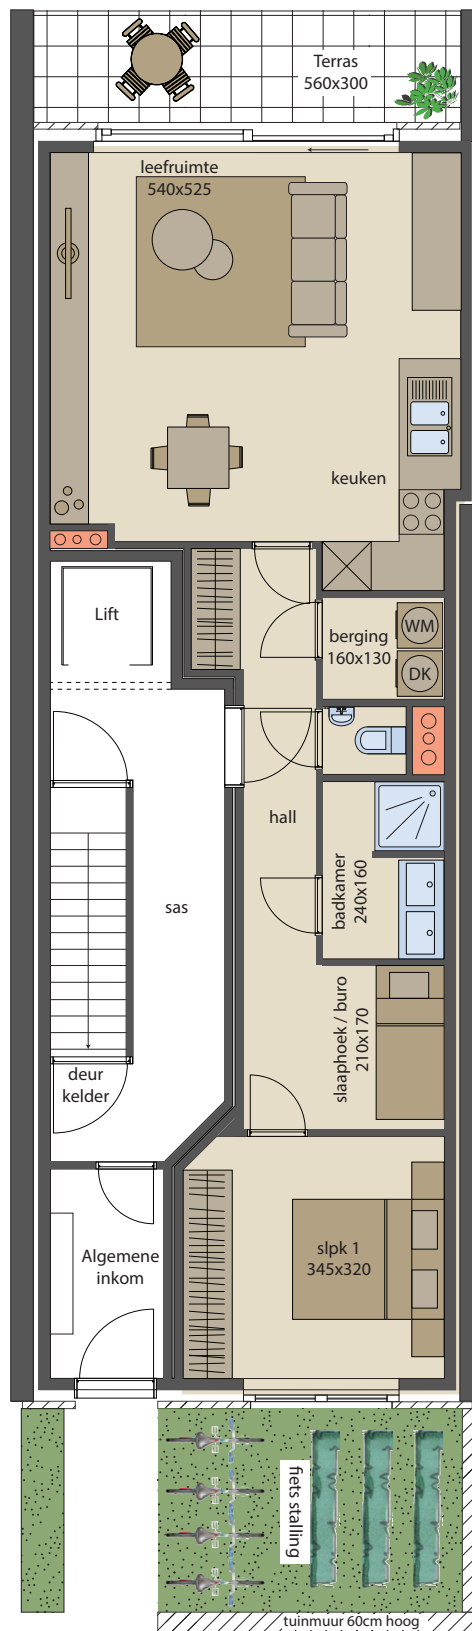 Terras
560x300
leefruimte
540x525
keuken
Lift
berging
160x130
WM
DK
hall
badkamer
240x160
sas
slaaphoek / buro
210x170
deur
kelder
Algemene
inkom
slpk 1
345x320
fiets stalling
tuinmuur 60cm hoog